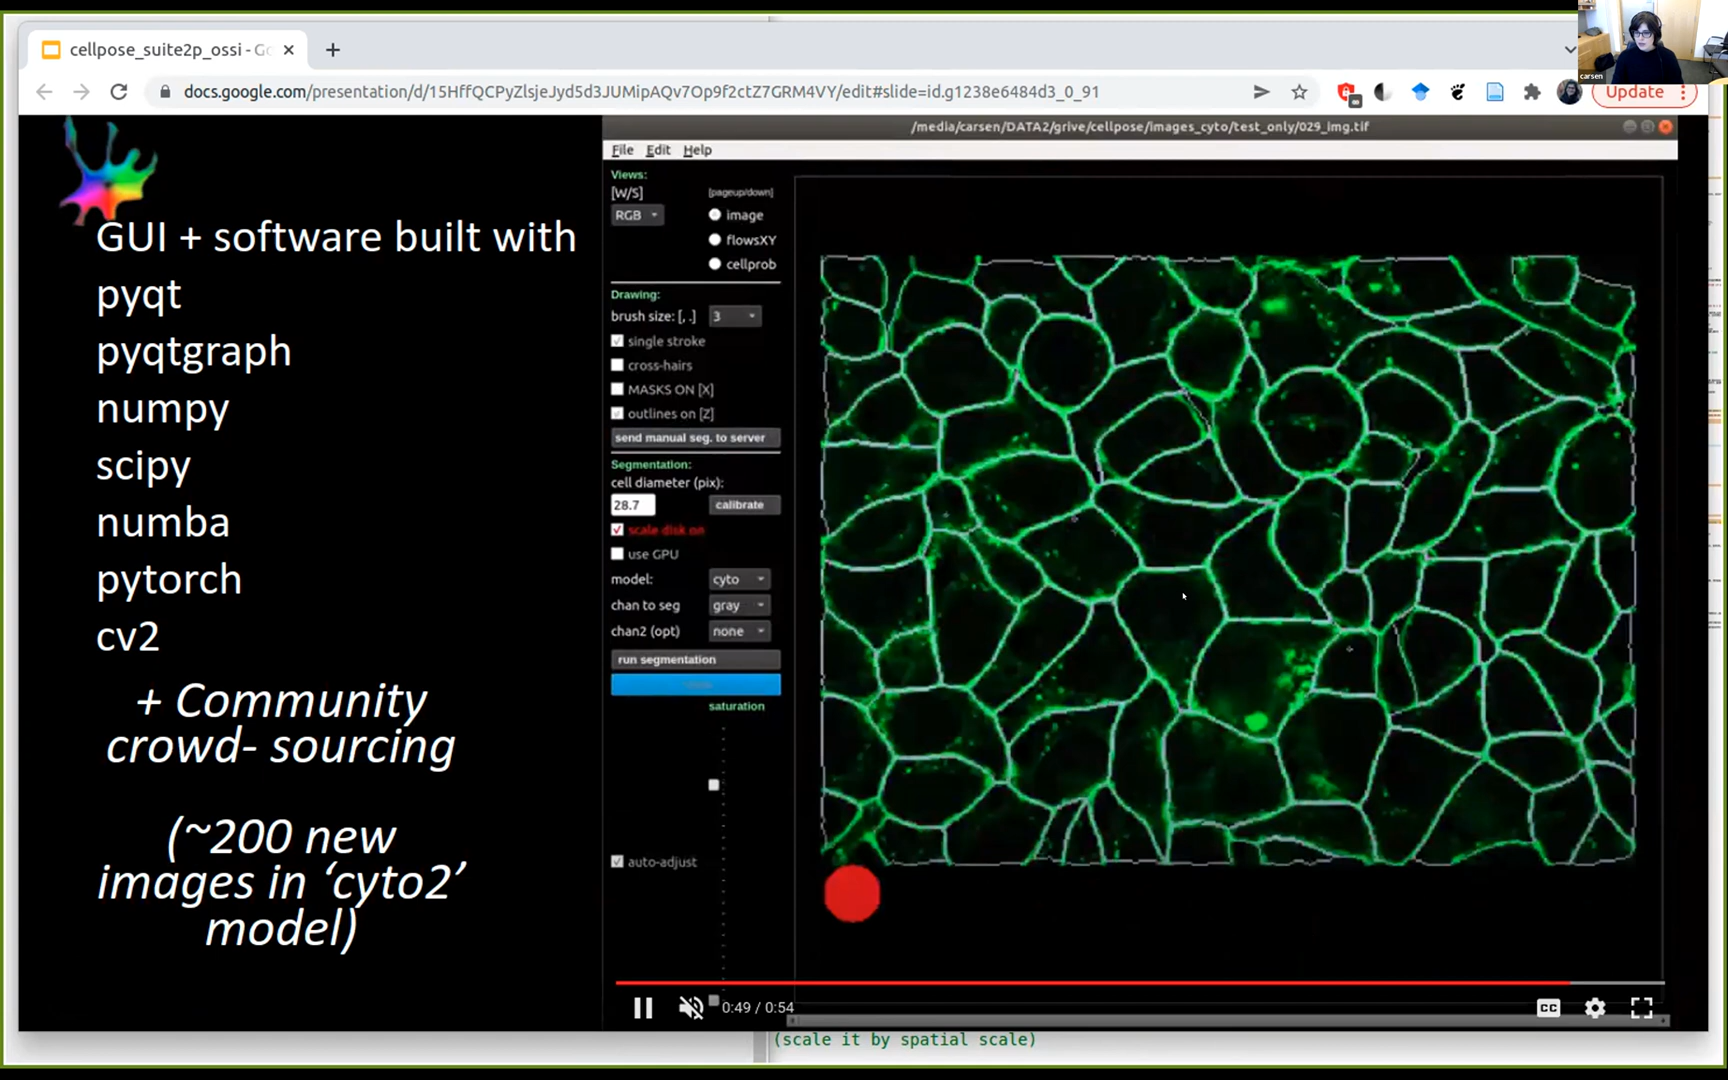 cellpose_suite2p_ossi - Go
carsen
docs.google.com/presentation/d/15HffQCPyZlsjeJyd5d3JUMipAQv7Op9f2ctZ7GRM4VY/edit#slide=id.g1238e6484d3_0_91
Update
/media/carsen/DATA2/grive/cellpose/images_cyto/test_only/029_img.tif
File Edit Help
GUI + software built with
pyqt
pyqtgraph
numpy
scipy
numba
pytorch
cv2
+ Community
crowd- sourcing
(~200 new
images in ‘cyto2’
model)
Views:
[W/S] [pageup/down]
RGB image
flowsXY
cellprob
Drawing:
brush size: [, .] 3
single stroke
cross-hairs
MASKS ON [X]
outlines on [Z]
send manual seg. to server
Segmentation:
cell diameter (pix):
28.7 calibrate
scale disk on
use GPU
model: cyto
chan to seg gray
chan2 (opt) none
run segmentation
saturation
auto-adjust
0:49 / 0:54
CC
(scale it by spatial scale)